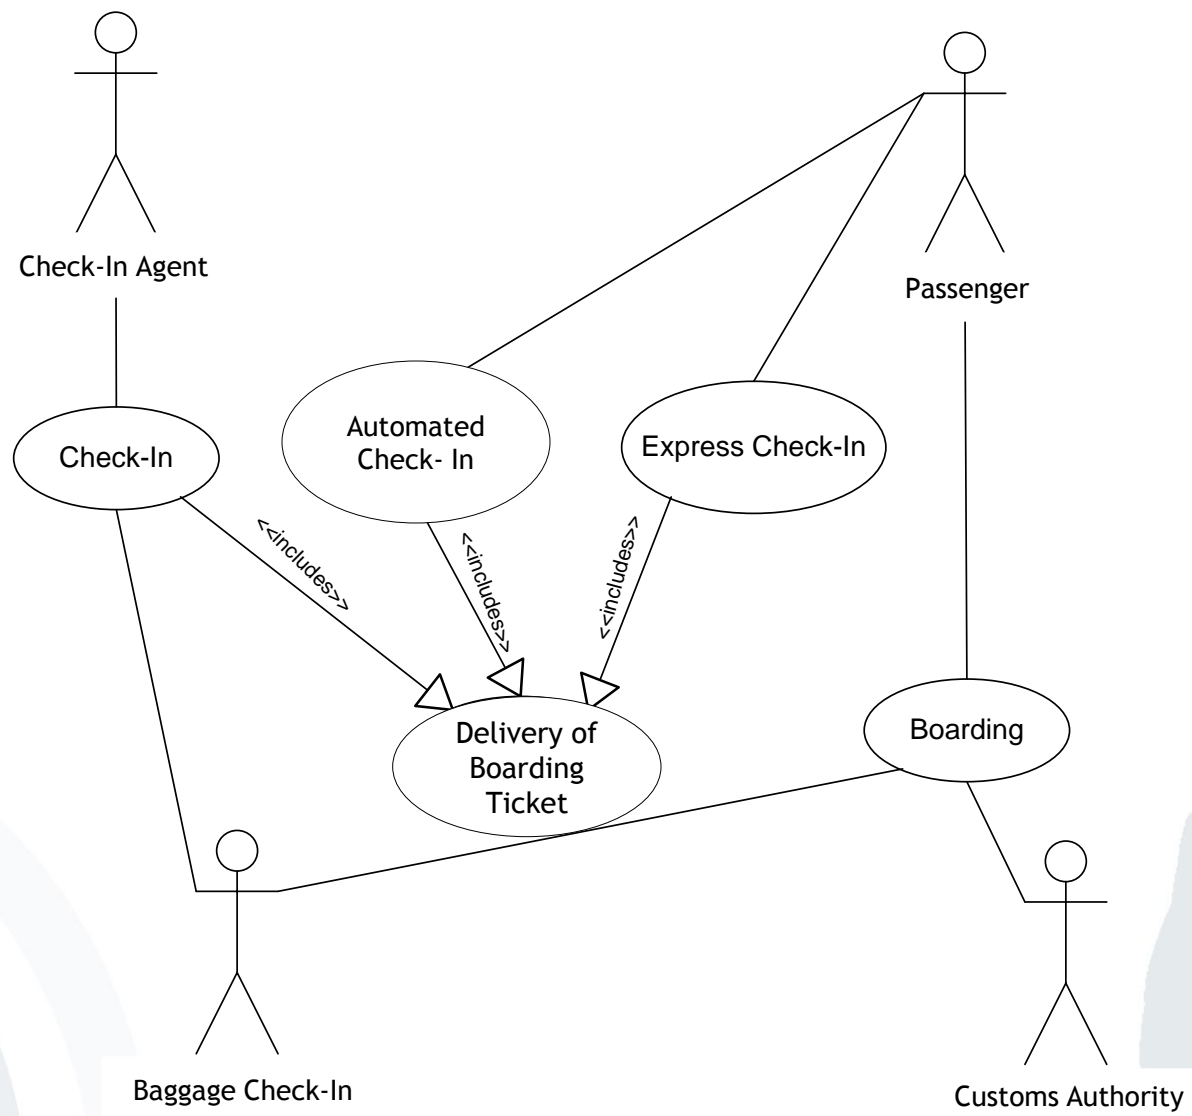 Check-In Agent
Passenger
Check-In
Automated
Check- In
Express Check-In
<<includes>>
<<includes>>
<<includes>>
Delivery of
Boarding
Ticket
Boarding
Baggage Check-In
Customs Authority